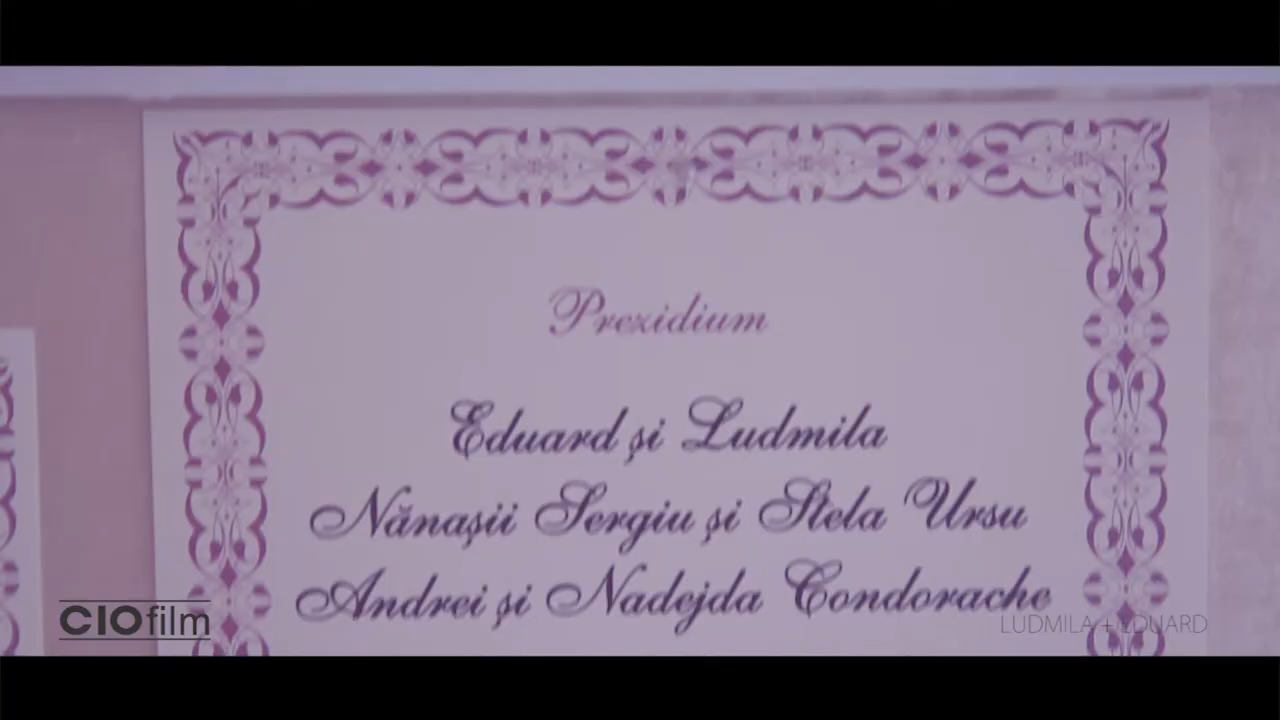 Prezidium
Eduard și Ludmila
Nănașii Sergiu și Stela Ursu
Andrei și Nadejda Condorache
CIOfilm
LUDMILA + EDUARD